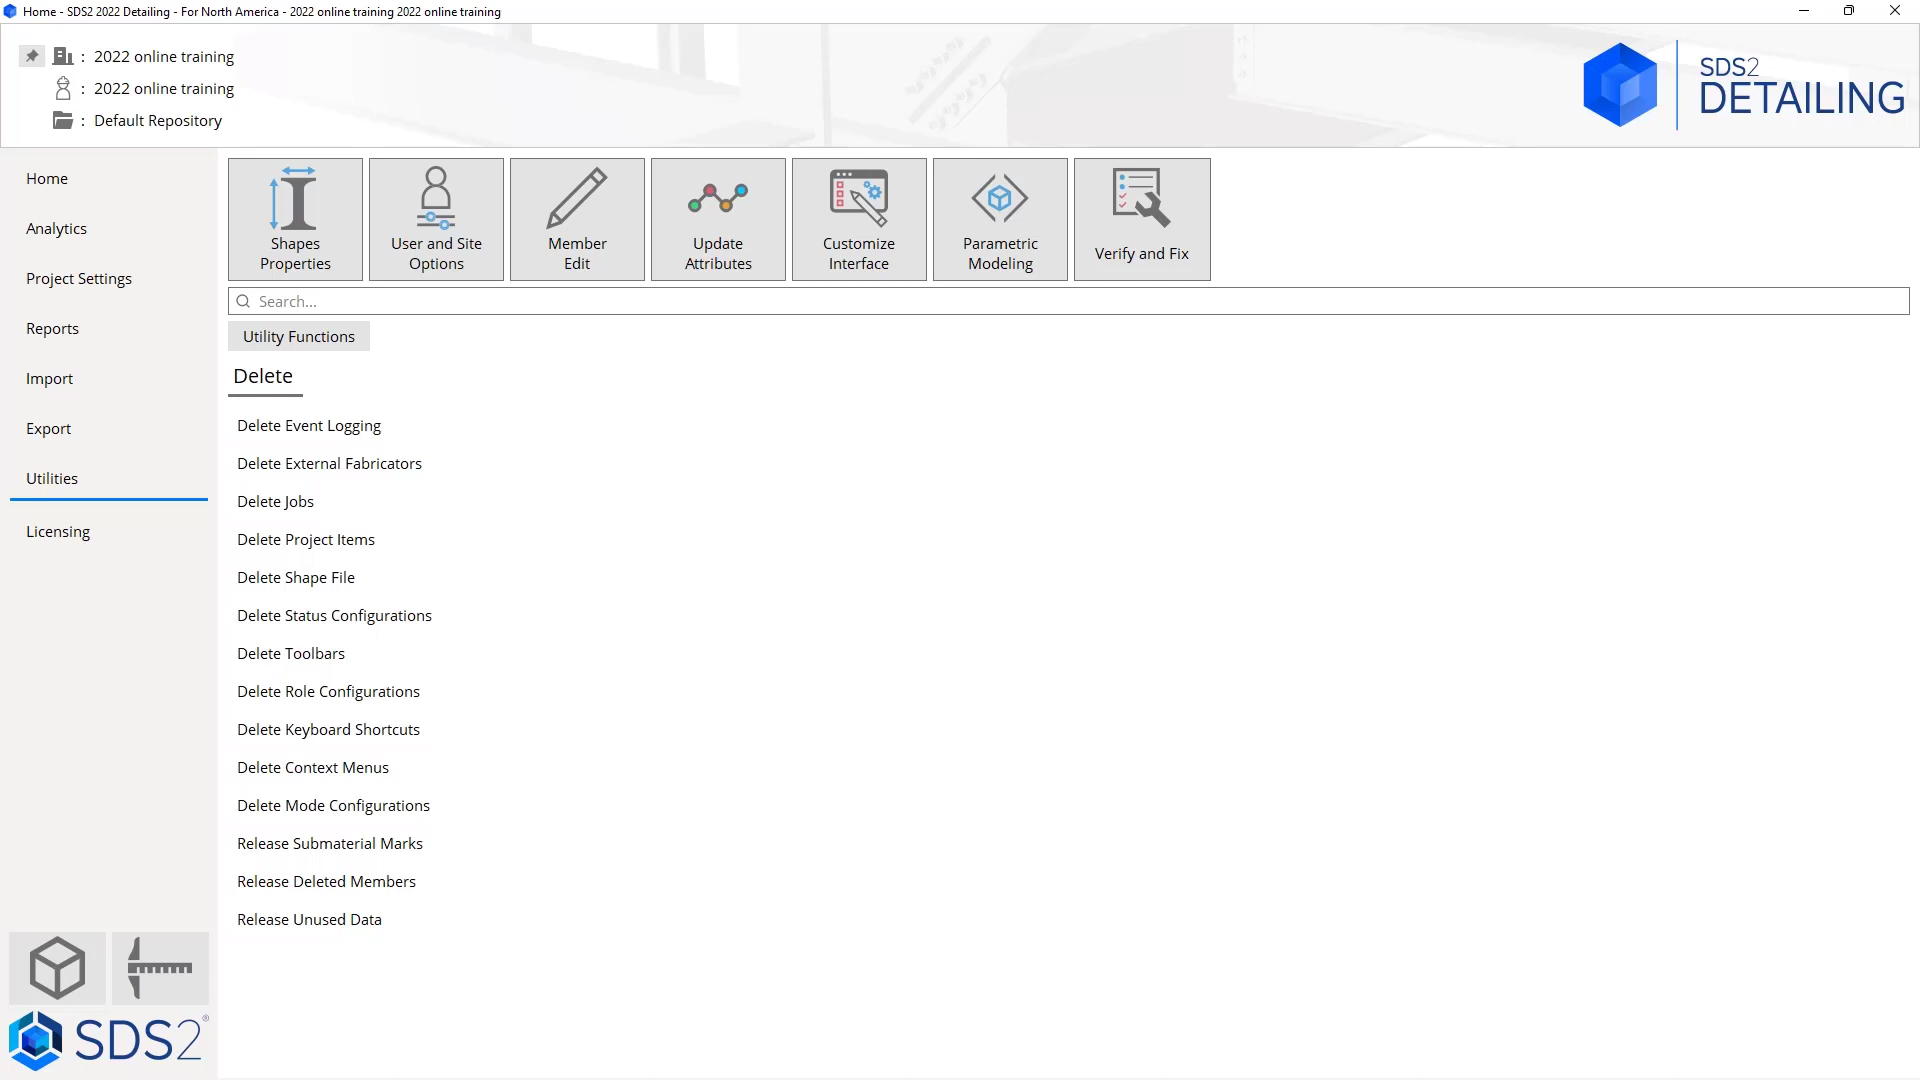 Home - SDS2 2022 Detailing - For North America - 2022 online training 2022 online training
: 2022 online training
: 2022 online training
: Default Repository
SDS2
DETAILING
Home
Analytics
Project Settings
Reports
Import
Export
Utilities
Licensing
SDS2®
Shapes
Properties
User and Site
Options
Member
Edit
Update
Attributes
Customize
Interface
Parametric
Modeling
Verify and Fix
Search...
Utility Functions
Delete
Delete Event Logging
Delete External Fabricators
Delete Jobs
Delete Project Items
Delete Shape File
Delete Status Configurations
Delete Toolbars
Delete Role Configurations
Delete Keyboard Shortcuts
Delete Context Menus
Delete Mode Configurations
Release Submaterial Marks
Release Deleted Members
Release Unused Data